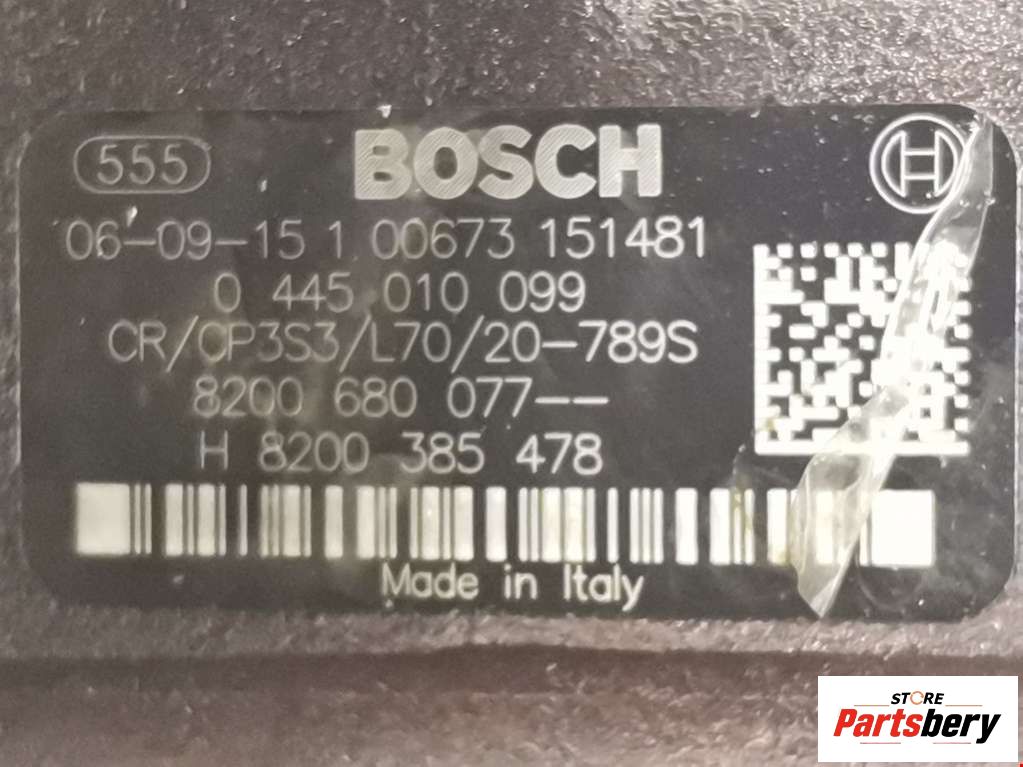 555
BOSCH
06-09-15 1 00673 151481
0 445 010 099
CR/CP3S3/L70/20-789S
8200 680 077--
H 8200 385 478
Made in Italy
STORE
Partsbery